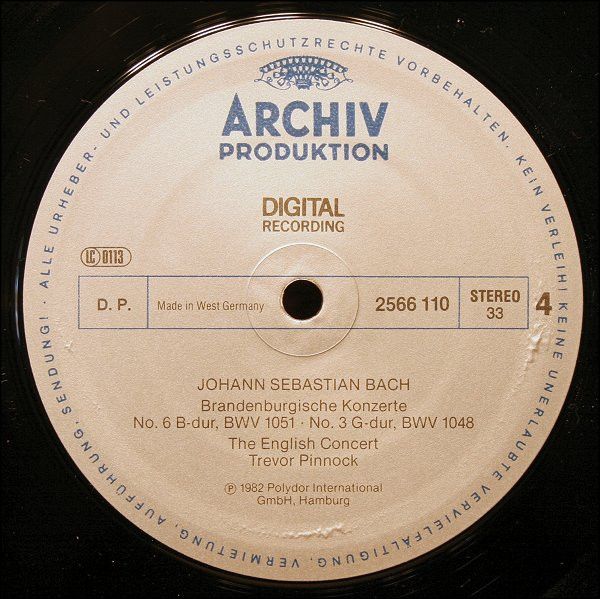 ALLE URHEBER- UND LEISTUNGSSCHUTZRECHTE VORBEHALTEN. KEIN VERLEIH! KEINE UNERLAUBTE VERVIELFÄLTIGUNG, VERMIETUNG, AUFFÜHRUNG, SENDUNG! ·
ARCHIV
PRODUKTION
DIGITAL
RECORDING
LC 0113
D. P.
Made in West Germany
2566 110
STEREO
33
4
JOHANN SEBASTIAN BACH
Brandenburgische Konzerte
No. 6 B-dur, BWV 1051 · No. 3 G-dur, BWV 1048
The English Concert
Trevor Pinnock
℗ 1982 Polydor International
GmbH, Hamburg